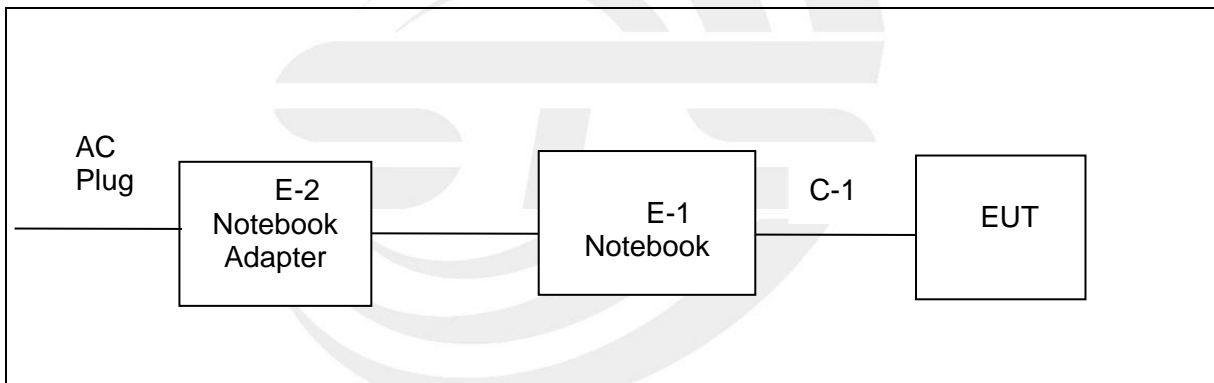 AC
Plug
E-2
Notebook
Adapter
E-1
Notebook
C-1
EUT